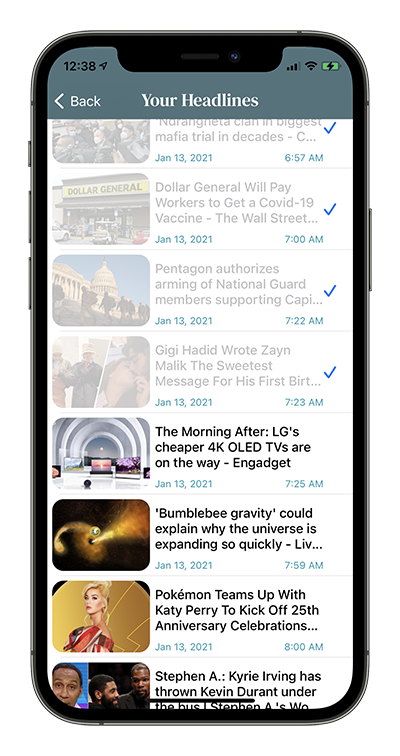 12:38
Back
Your Headlines
'Ndrangheta clan in biggest
mafia trial in decades - C...
Jan 13, 2021
6:57 AM
DOLLAR GENERAL
Dollar General Will Pay
Workers to Get a Covid-19
Vaccine - The Wall Street...
Jan 13, 2021
7:00 AM
Pentagon authorizes
arming of National Guard
members supporting Capi...
Jan 13, 2021
7:22 AM
Gigi Hadid Wrote Zayn
Malik The Sweetest
Message For His First Birt...
Jan 13, 2021
7:23 AM
The Morning After: LG's
cheaper 4K OLED TVs are
on the way - Engadget
Jan 13, 2021
7:25 AM
'Bumblebee gravity' could
explain why the universe is
expanding so quickly - Liv...
Jan 13, 2021
7:59 AM
Pokémon Teams Up With
Katy Perry To Kick Off 25th
Anniversary Celebrations...
Jan 13, 2021
8:00 AM
Stephen A.: Kyrie Irving has
thrown Kevin Durant under
the bus | Stephen A.'s Wo...